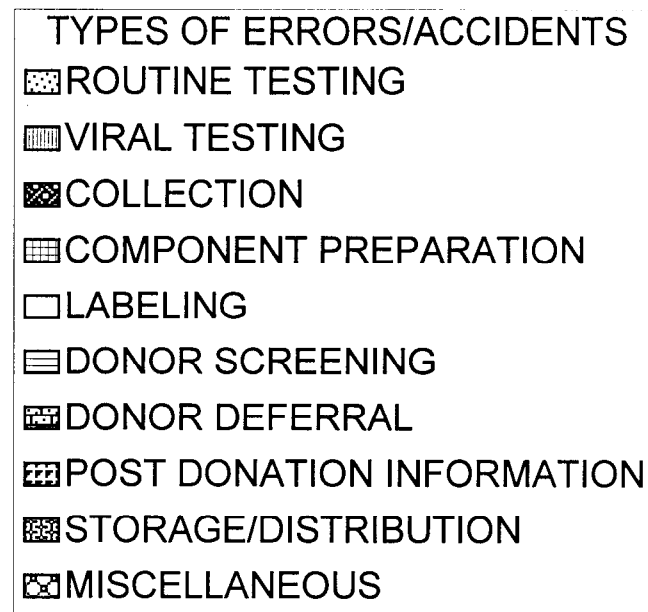 TYPES OF ERRORS/ACCIDENTS
ROUTINE TESTING
VIRAL TESTING
COLLECTION
COMPONENT PREPARATION
LABELING
DONOR SCREENING
DONOR DEFERRAL
POST DONATION INFORMATION
STORAGE/DISTRIBUTION
MISCELLANEOUS